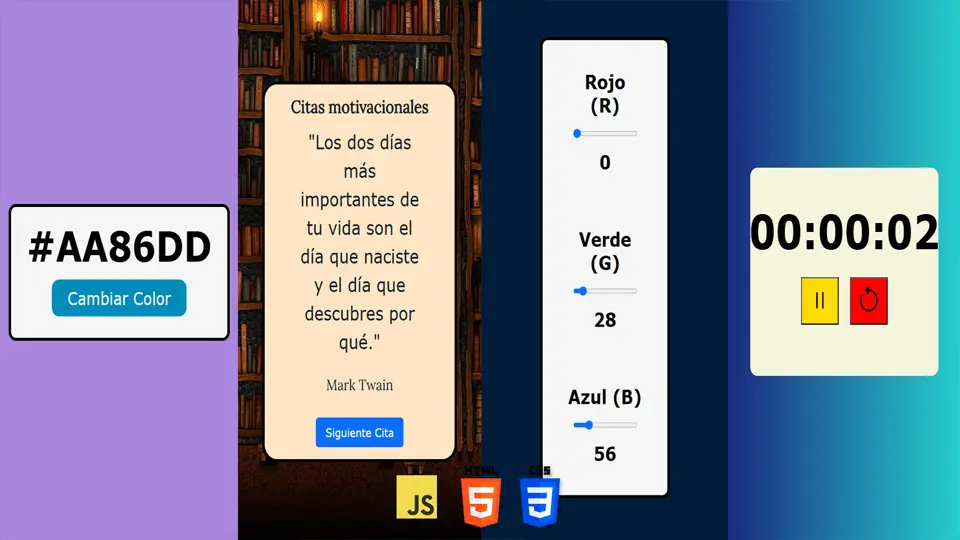 #AA86DD
Cambiar Color
Citas motivacionales
"Los dos días
más
importantes de
tu vida son el
día que naciste
y el día que
descubres por
qué."
Mark Twain
Siguiente Cita
Rojo
(R)
0
Verde
(G)
28
Azul (B)
56
00:00:02
JS
HTML
5
CSS
3